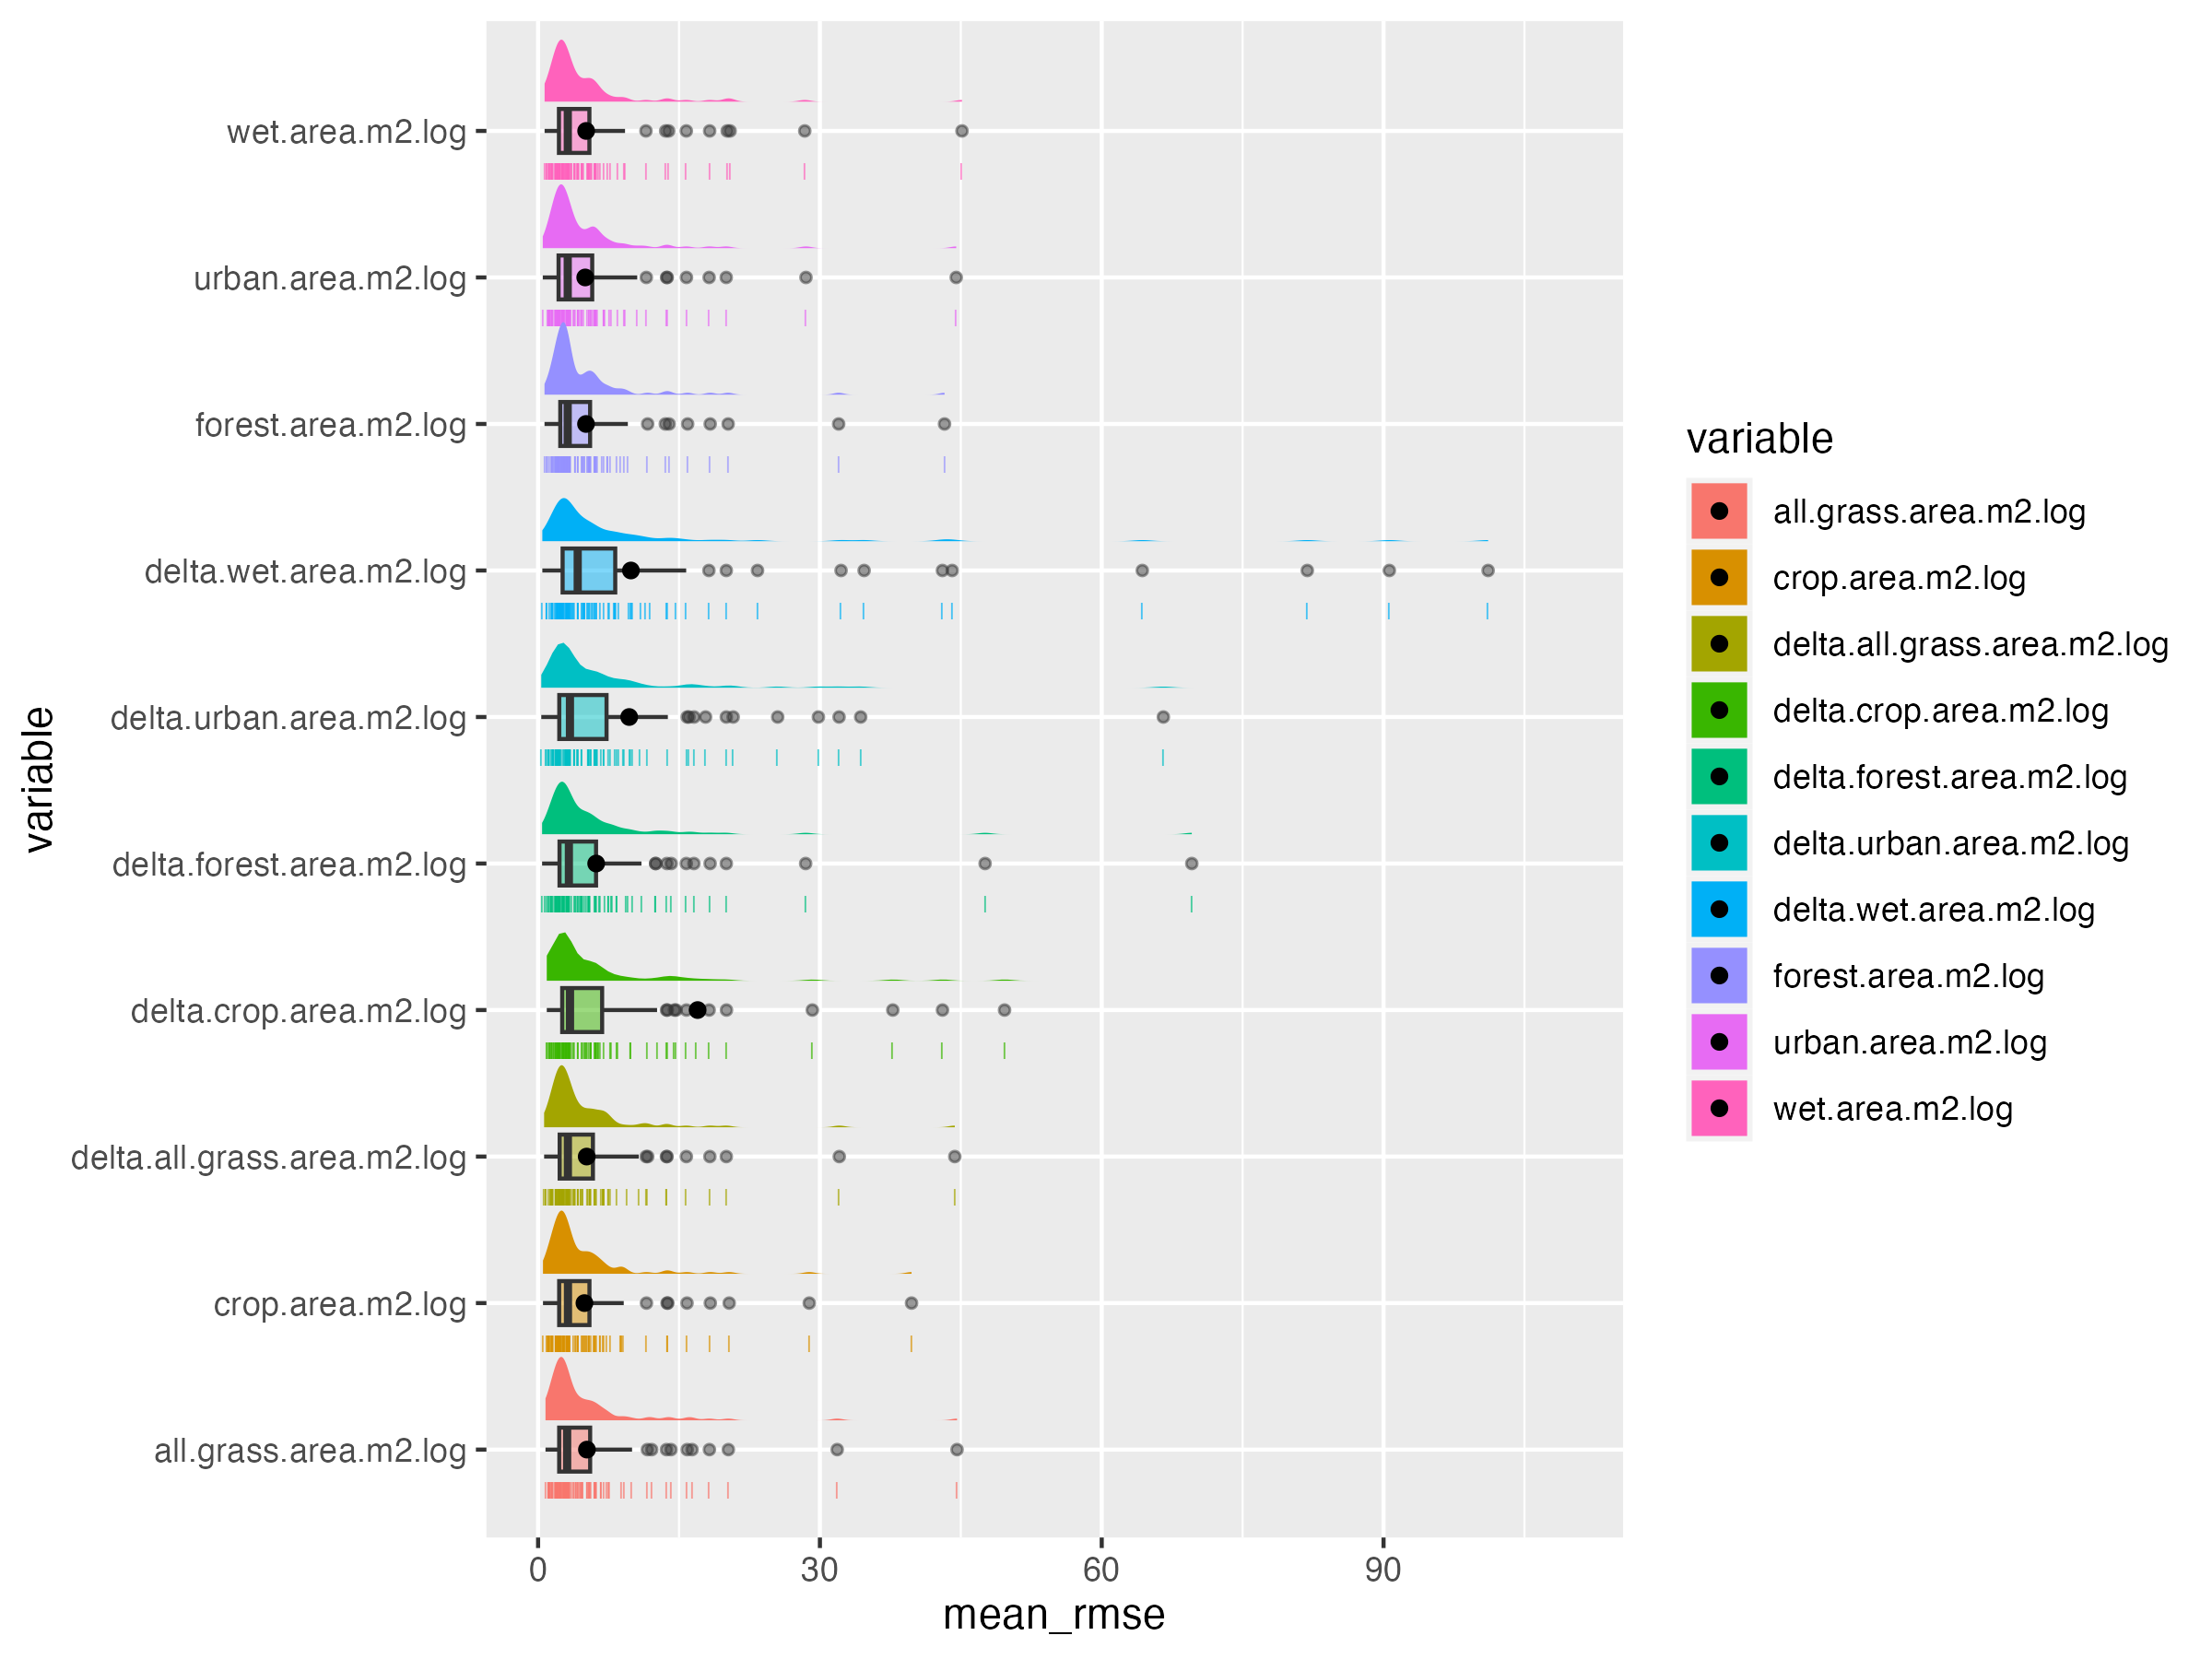 variable
wet.area.m2.log
urban.area.m2.log
forest.area.m2.log
delta.wet.area.m2.log
delta.urban.area.m2.log
delta.forest.area.m2.log
delta.crop.area.m2.log
delta.all.grass.area.m2.log
crop.area.m2.log
all.grass.area.m2.log
0 30 60 90
mean_rmse
variable
all.grass.area.m2.log
crop.area.m2.log
delta.all.grass.area.m2.log
delta.crop.area.m2.log
delta.forest.area.m2.log
delta.urban.area.m2.log
delta.wet.area.m2.log
forest.area.m2.log
urban.area.m2.log
wet.area.m2.log